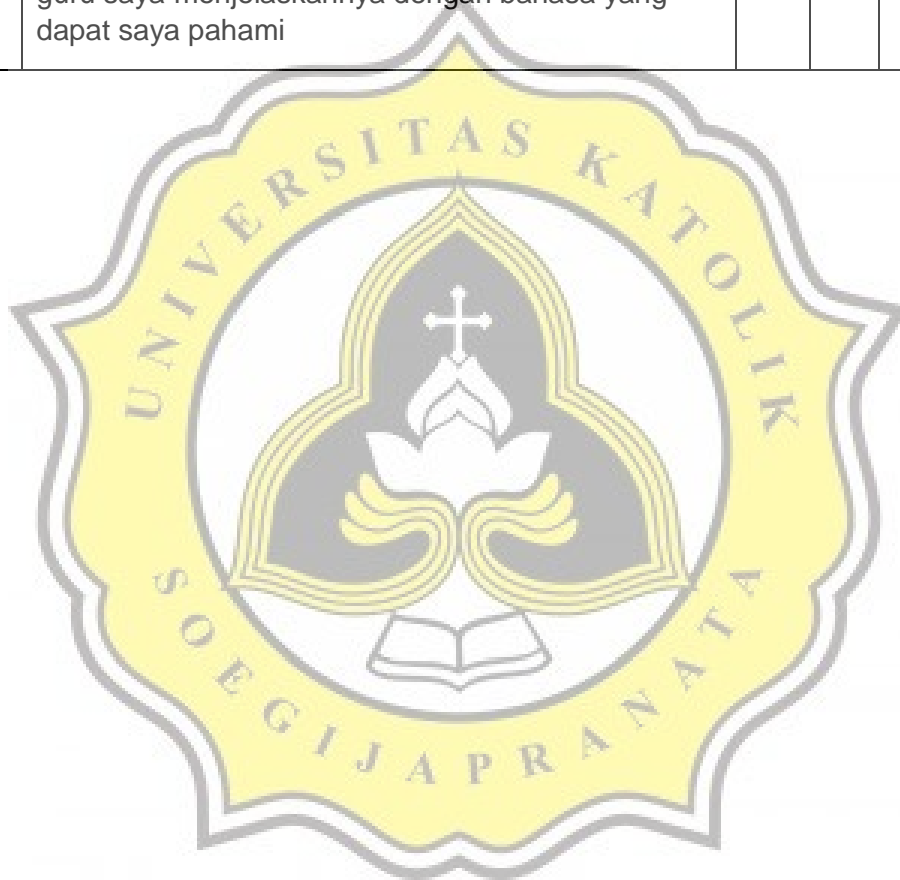 guru saya menjelaskannya dengan bahasa yang
dapat saya pahami
UNIVERSITAS KATOLIK
SOEGIJAPRANATA